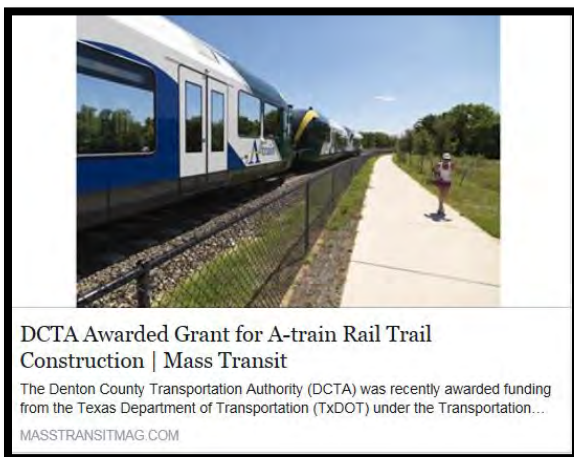 A-train
DCTA Awarded Grant for A-train Rail Trail
Construction | Mass Transit
The Denton County Transportation Authority (DCTA) was recently awarded funding
from the Texas Department of Transportation (TxDOT) under the Transportation...
MASSTRANSITMAG.COM